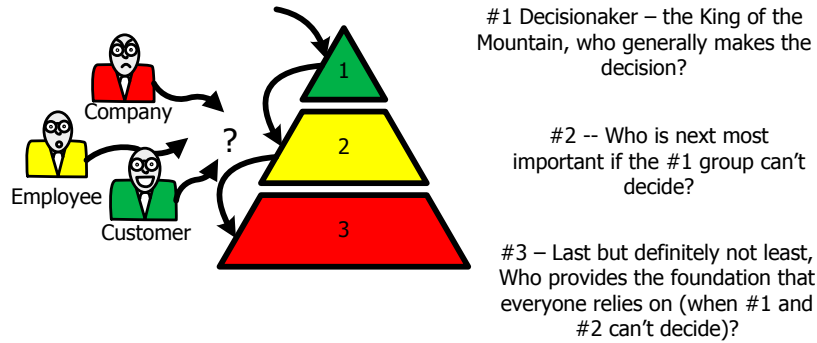 Company
Employee
Customer
?
1
2
3
#1 Decisionaker – the King of the
Mountain, who generally makes the
decision?
#2 -- Who is next most
important if the #1 group can’t
decide?
#3 – Last but definitely not least,
Who provides the foundation that
everyone relies on (when #1 and
#2 can’t decide)?